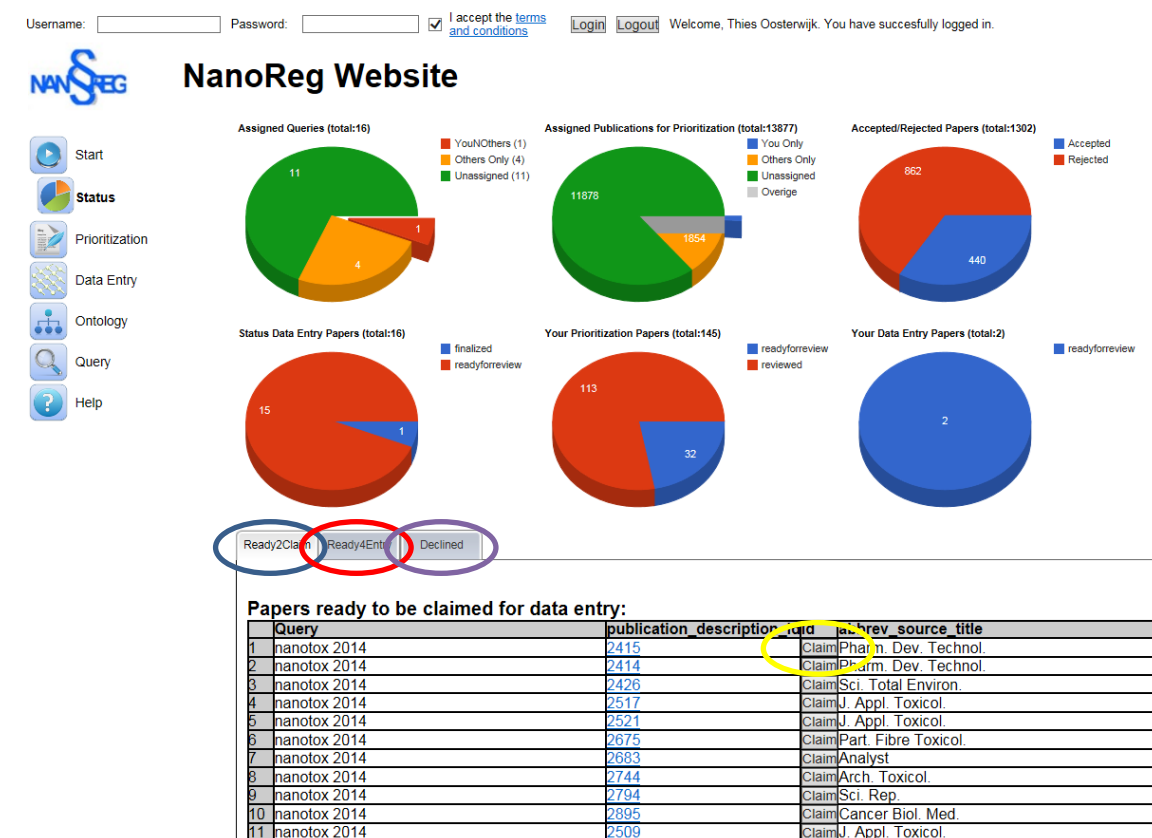 Username: Password: I accept the terms and conditions Login Logout Welcome, Thies Oosterwijk. You have succesfully logged in.
NANSREG
NanoReg Website
Start
Status
Prioritization
Data Entry
Ontology
Query
Help
Assigned Queries (total:16)
YouNOthers (1)
Others Only (4)
Unassigned (11)
11
1
4
Assigned Publications for Prioritization (total:13877)
You Only
Others Only
Unassigned
Overige
11878
1854
Accepted/Rejected Papers (total:1302)
Accepted
Rejected
862
440
Status Data Entry Papers (total:16)
finalized
readyforreview
15
1
Your Prioritization Papers (total:145)
readyforreview
reviewed
113
32
Your Data Entry Papers (total:2)
readyforreview
2
Ready2Claim Ready4Entry Declined
Papers ready to be claimed for data entry:
Query publication_description_id id abbrev_source_title
1 nanotox 2014 2415 Claim Pharm. Dev. Technol.
2 nanotox 2014 2414 Claim Pharm. Dev. Technol.
3 nanotox 2014 2426 Claim Sci. Total Environ.
4 nanotox 2014 2517 Claim J. Appl. Toxicol.
5 nanotox 2014 2521 Claim J. Appl. Toxicol.
6 nanotox 2014 2675 Claim Part. Fibre Toxicol.
7 nanotox 2014 2683 Claim Analyst
8 nanotox 2014 2744 Claim Arch. Toxicol.
9 nanotox 2014 2794 Claim Sci. Rep.
10 nanotox 2014 2895 Claim Cancer Biol. Med.
11 nanotox 2014 2509 Claim J. Appl. Toxicol.